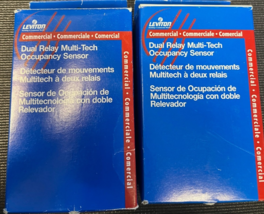 LEVITON
Commercial • Commerciale • Comercial
Dual Relay Multi-Tech
Occupancy Sensor
Détecteur de mouvements
Multitech à deux relais
Sensor de Ocupación de
Multitecnología con doble
Relevador
Commercial • Commerciale • Comercial
LEVITON
Commercial • Commerciale • Comercial
Dual Relay Multi-Tech
Occupancy Sensor
Détecteur de mouvements
Multitech à deux relais
Sensor de Ocupación de
Multitecnología con doble
Relevador
Commercial • Commerciale • Comercial